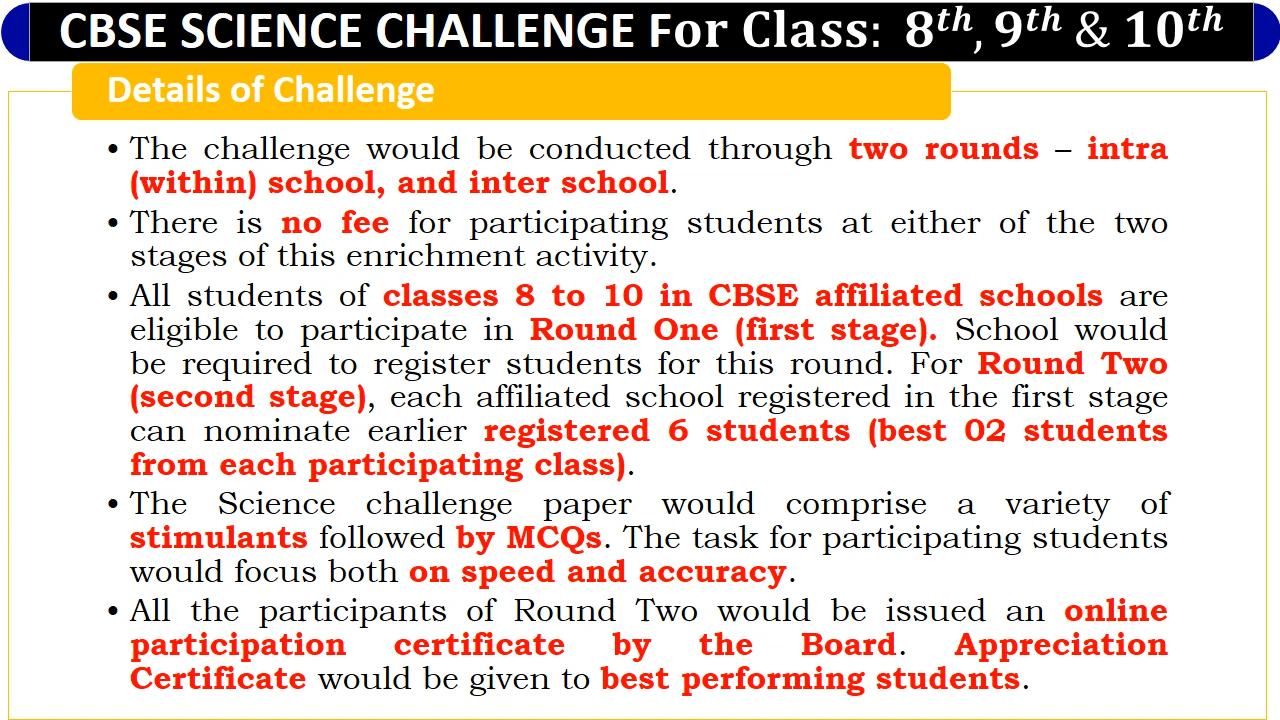 CBSE SCIENCE CHALLENGE For Class: 8th, 9th & 10th
Details of Challenge
• The challenge would be conducted through two rounds – intra
(within) school, and inter school.
• There is no fee for participating students at either of the two
stages of this enrichment activity.
• All students of classes 8 to 10 in CBSE affiliated schools are
eligible to participate in Round One (first stage). School would
be required to register students for this round. For Round Two
(second stage), each affiliated school registered in the first stage
can nominate earlier registered 6 students (best 02 students
from each participating class).
• The Science challenge paper would comprise a variety of
stimulants followed by MCQs. The task for participating students
would focus both on speed and accuracy.
• All the participants of Round Two would be issued an online
participation certificate by the Board. Appreciation
Certificate would be given to best performing students.